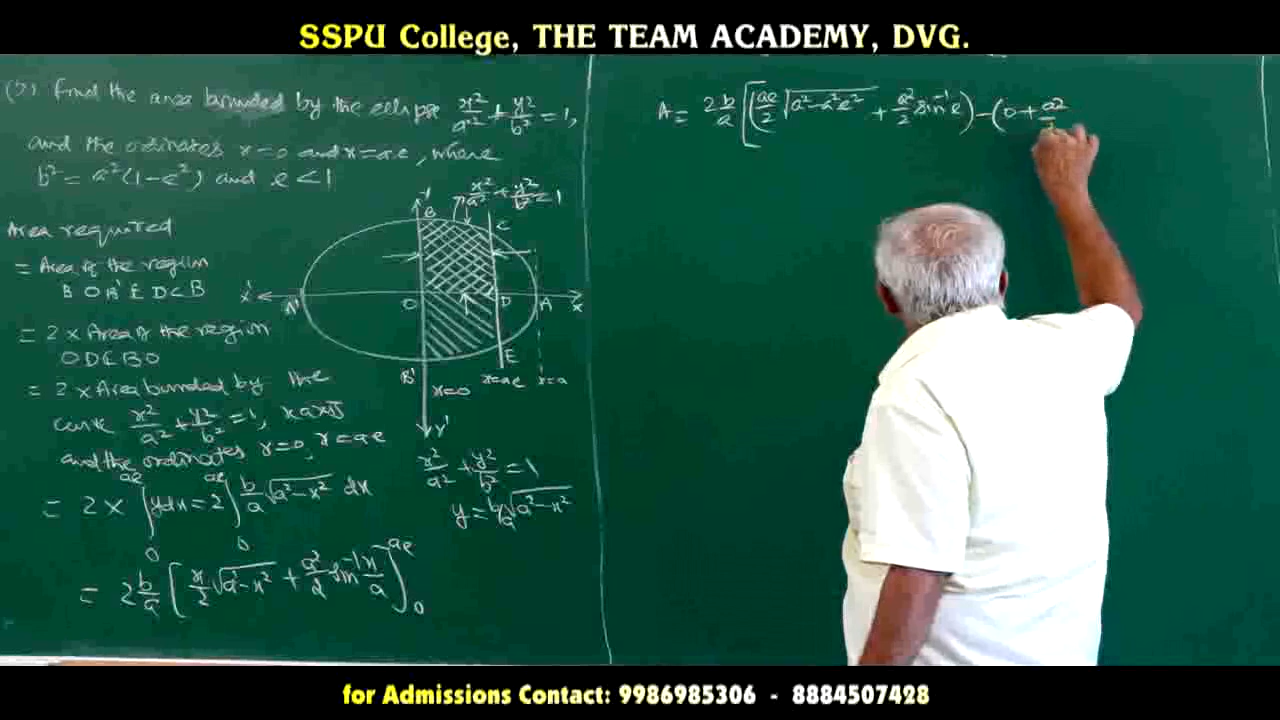 SSPU College, THE TEAM ACADEMY, DVG.
Find the area bounded by the ellipse x²/a² + y²/b² = 1,
and the ordinates x=0 and x=ae, where
b² = a²(1-e²) and e < 1
Area required
= Area of the region
B O B' E D C B
= 2 x Area of the region
O D C B O
= 2 x Area bounded by the
curve x²/a² + y²/b² = 1, x axis
and the ordinates x=0, x=ae
= 2 x ∫₀^ae y dx = 2 ∫₀^ae b/a √(a²-x²) dx
= 2 b/a [ x/2 √(a²-x²) + a²/2 sin⁻¹ x/a ]₀^ae
x²/a² + y²/b² = 1
Y
B
C
X'
A'
O
D
A
X
B'
E
x=0
x=ae
x=a
Y'
x²/a² + y²/b² = 1
y = b/a √(a²-x²)
A = 2b/a [ ( ae/2 √(a²-a²e²) + a²/2 sin⁻¹ e ) - ( 0 + a²/
for Admissions Contact: 9986985306 - 8884507428